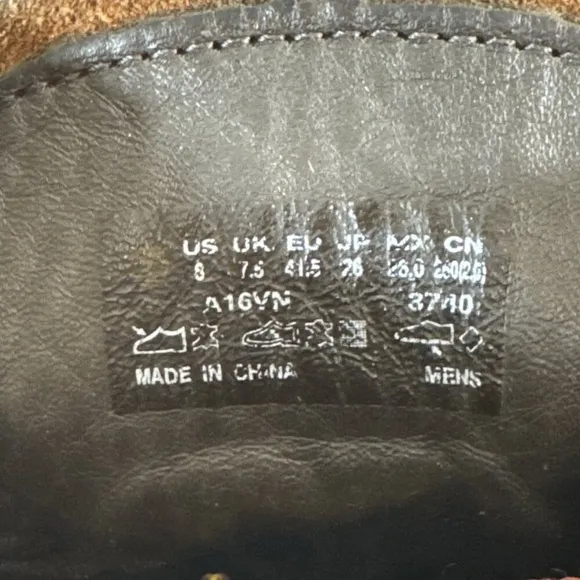 US UK EU JP MX CN
8 7.5 41.5 26 26.0 260(2.5)
A16VN 3740
MADE IN CHINA MENS